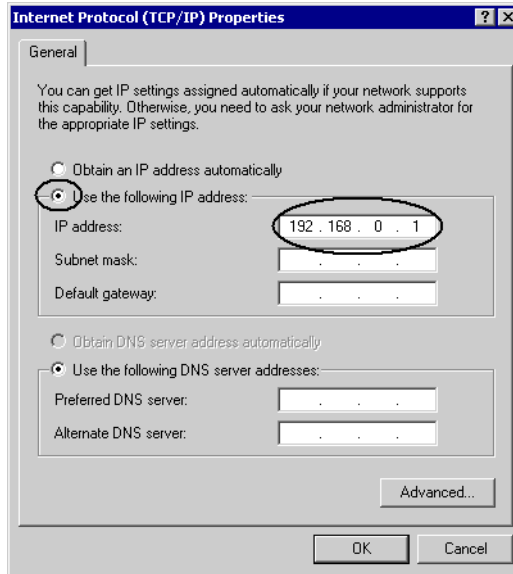 Internet Protocol (TCP/IP) Properties
General
You can get IP settings assigned automatically if your network supports
this capability. Otherwise, you need to ask your network administrator for
the appropriate IP settings.
Obtain an IP address automatically
Use the following IP address:
IP address: 192 . 168 . 0 . 1
Subnet mask: . . .
Default gateway: . . .
Obtain DNS server address automatically
Use the following DNS server addresses:
Preferred DNS server: . . .
Alternate DNS server: . . .
Advanced...
OK Cancel